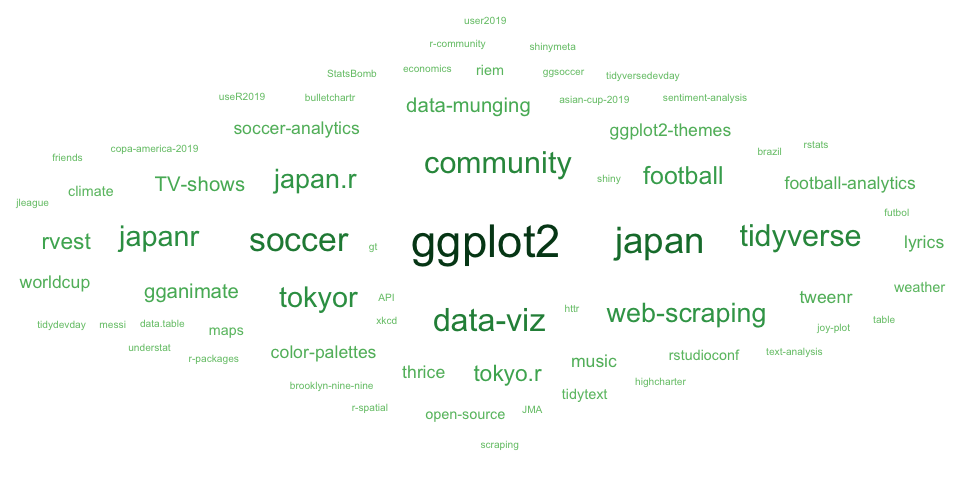 user2019
r-community
shinymeta
StatsBomb
economics
riem
ggsoccer
tidyversedevday
useR2019
bulletchartr
data-munging
asian-cup-2019
sentiment-analysis
soccer-analytics
ggplot2-themes
friends
copa-america-2019
community
brazil
rstats
jleague
climate
TV-shows
japan.r
shiny
football
football-analytics
futbol
rvest
japanr
soccer
gt
ggplot2
japan
tidyverse
lyrics
worldcup
gganimate
tokyor
API
data-viz
httr
web-scraping
tweenr
weather
tidydevday
messi
data.table
maps
xkcd
joy-plot
table
understat
r-packages
color-palettes
thrice
tokyo.r
music
rstudioconf
text-analysis
brooklyn-nine-nine
tidytext
highcharter
r-spatial
open-source
JMA
scraping